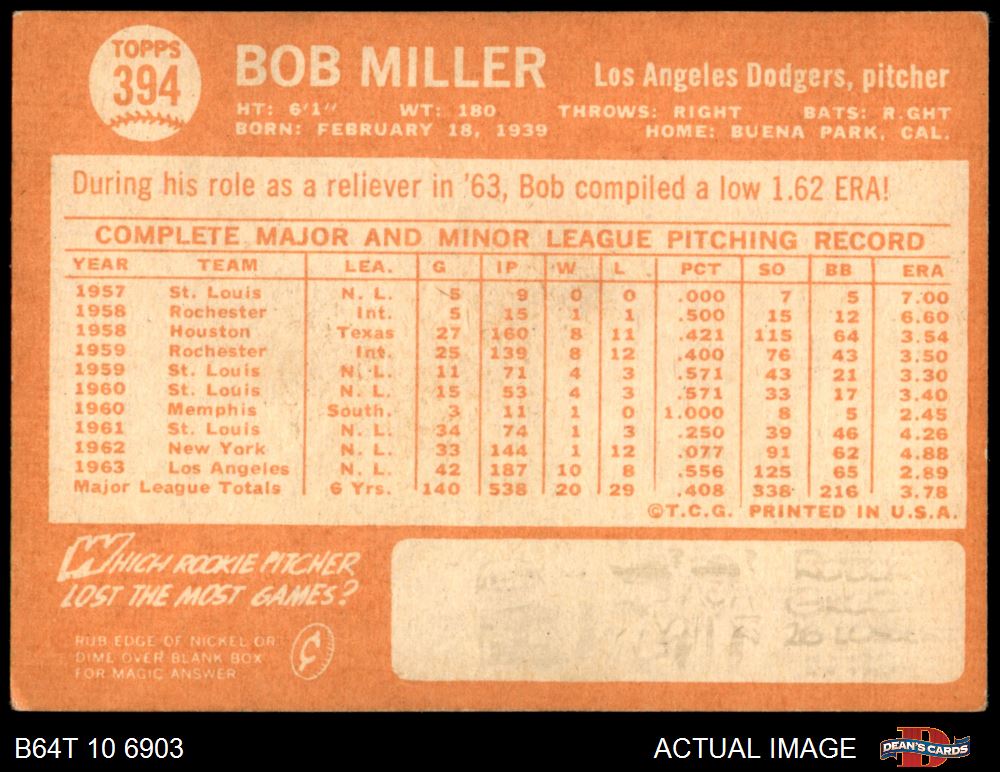 TOPPS
394
BOB MILLER
Los Angeles Dodgers, pitcher
HT: 6'1" WT: 180 THROWS: RIGHT BATS: R.GHT
BORN: FEBRUARY 18, 1939 HOME: BUENA PARK, CAL.
During his role as a reliever in '63, Bob compiled a low 1.62 ERA!
COMPLETE MAJOR AND MINOR LEAGUE PITCHING RECORD
YEAR TEAM LEA. G IP W L PCT SO BB ERA
1957 St. Louis N. L. 5 9 0 0 .000 7 5 7.00
1958 Rochester Int. 5 15 1 1 .500 15 12 6.60
1958 Houston Texas 27 160 8 11 .421 115 64 3.54
1959 Rochester Int. 25 139 8 12 .400 76 43 3.50
1959 St. Louis N. L. 11 71 4 3 .571 43 21 3.30
1960 St. Louis N. L. 15 53 4 3 .571 33 17 3.40
1960 Memphis South. 3 11 1 0 1.000 8 5 2.45
1961 St. Louis N. L. 34 74 1 3 .250 39 46 4.26
1962 New York N. L. 33 144 1 12 .077 91 62 4.88
1963 Los Angeles N. L. 42 187 10 8 .556 125 65 2.89
Major League Totals 6 Yrs. 140 538 20 29 .408 338 216 3.78
©T.C.G. PRINTED IN U.S.A.
WHICH ROOKIE PITCHER
LOST THE MOST GAMES?
RUB EDGE OF NICKEL OR
DIME OVER BLANK BOX
FOR MAGIC ANSWER
¢
26
B64T 10 6903
ACTUAL IMAGE
DEAN'S CARDS